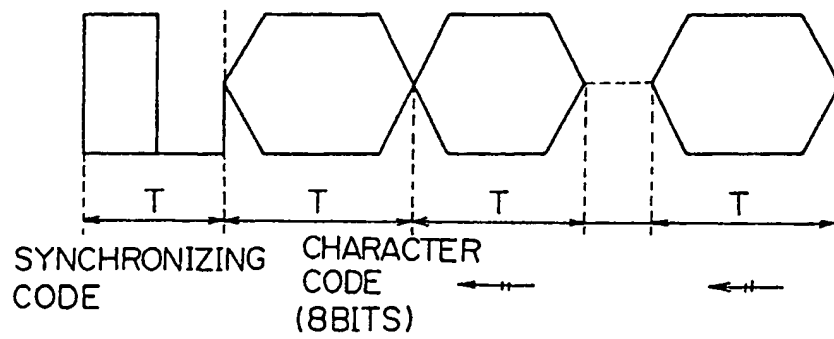 T T T T
SYNCHRONIZING
CODE
CHARACTER
CODE
(8BITS)